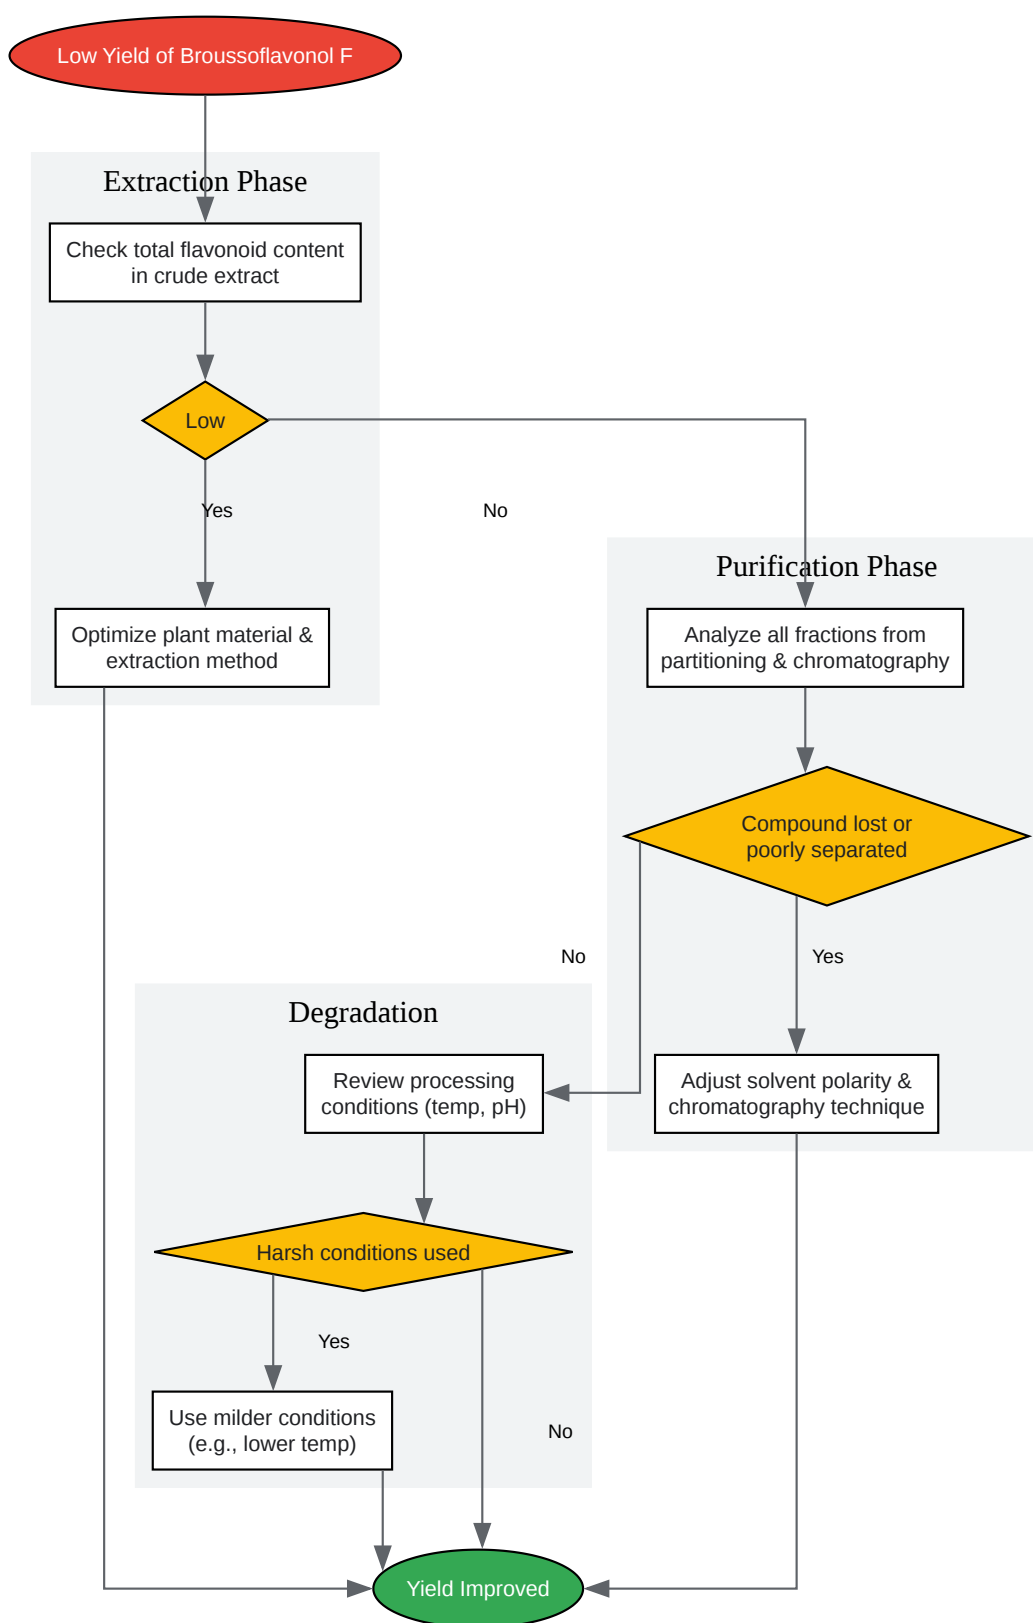 Low Yield of Broussoflavonol F
Extraction Phase
Check total flavonoid content
in crude extract
Low
Yes
No
Optimize plant material &
extraction method
Purification Phase
Analyze all fractions from
partitioning & chromatography
Compound lost or
poorly separated
No
Yes
Adjust solvent polarity &
chromatography technique
Degradation
Review processing
conditions (temp, pH)
Harsh conditions used
Yes
No
Use milder conditions
(e.g., lower temp)
Yield Improved